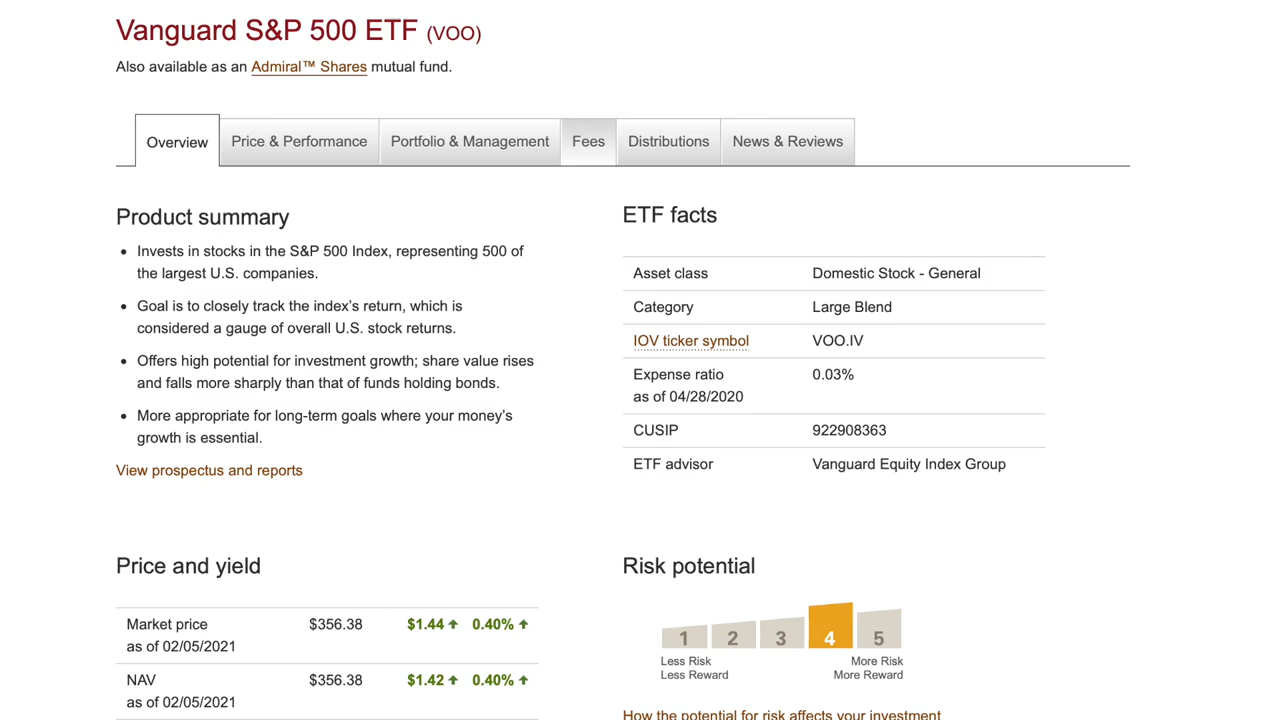 Vanguard S&P 500 ETF (VOO)
Also available as an Admiral™ Shares mutual fund.
Overview Price & Performance Portfolio & Management Fees Distributions News & Reviews
Product summary
• Invests in stocks in the S&P 500 Index, representing 500 of
the largest U.S. companies.
• Goal is to closely track the index’s return, which is
considered a gauge of overall U.S. stock returns.
• Offers high potential for investment growth; share value rises
and falls more sharply than that of funds holding bonds.
• More appropriate for long-term goals where your money’s
growth is essential.
View prospectus and reports
ETF facts
Asset class Domestic Stock - General
Category Large Blend
IOV ticker symbol VOO.IV
Expense ratio 0.03%
as of 04/28/2020
CUSIP 922908363
ETF advisor Vanguard Equity Index Group
Price and yield
Market price $356.38 $1.44 ↑ 0.40% ↑
as of 02/05/2021
NAV $356.38 $1.42 ↑ 0.40% ↑
as of 02/05/2021
Risk potential
1 2 3 4 5
Less Risk More Risk
Less Reward More Reward
How the potential for risk affects your investment